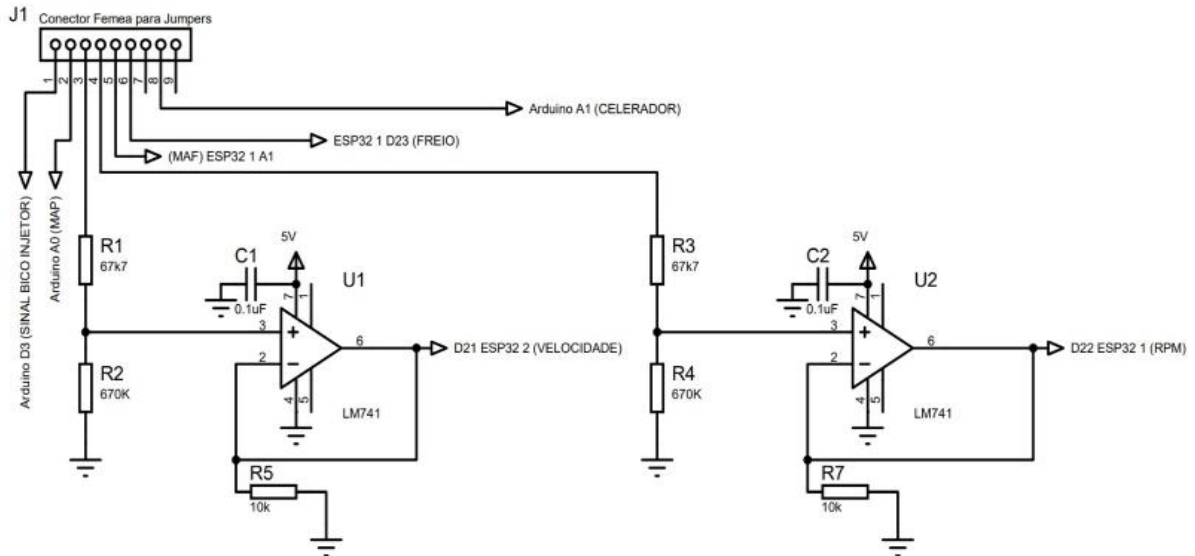 J1 Conector Femea para Jumpers
1
2
3
4
5
6
7
8
9
Arduino A1 (CELERADOR)
ESP32 1 D23 (FREIO)
(MAF) ESP32 1 A1
Arduino D3 (SINAL BICO INJETOR)
Arduino A0 (MAP)
R1
67k7
C1
0.1uF
5V
U1
7
1
3
+
6
2
−
4
5
LM741
D21 ESP32 2 (VELOCIDADE)
R2
670K
R5
10k
R3
67k7
C2
0.1uF
5V
U2
7
1
3
+
6
2
−
4
5
LM741
D22 ESP32 1 (RPM)
R4
670K
R7
10k